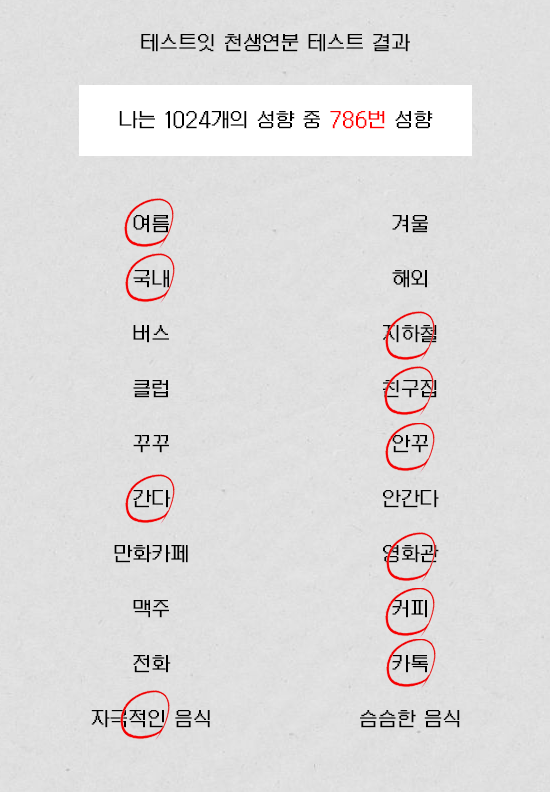 테스트잇 천생연분 테스트 결과
나는 1024개의 성향 중 786번 성향
여름 겨울
국내 해외
버스 지하철
클럽 친구집
꾸꾸 안꾸
간다 안간다
만화카페 영화관
맥주 커피
전화 카톡
자극적인 음식 슴슴한 음식